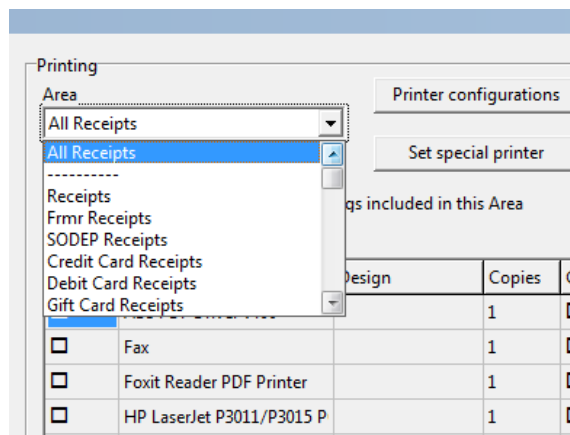 Printing
Area
All Receipts
Printer configurations
All Receipts
----------
Receipts
Frmr Receipts
SODEP Receipts
Credit Card Receipts
Debit Card Receipts
Gift Card Receipts
Set special printer
gs included in this Area
Design Copies
1
Fax 1
Foxit Reader PDF Printer 1
HP LaserJet P3011/P3015 P 1